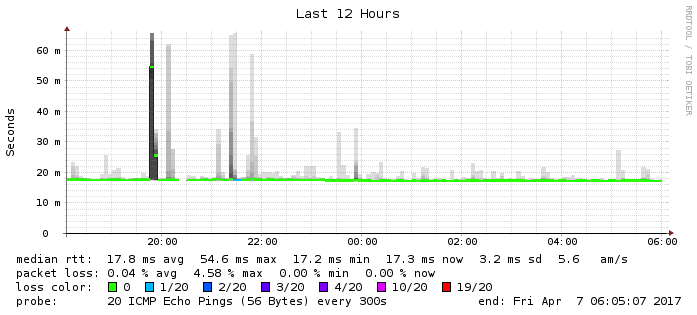 Last 12 Hours
RRDTOOL / TOBI OETIKER
Seconds
60 m
50 m
40 m
30 m
20 m
10 m
0
20:00 22:00 00:00 02:00 04:00 06:00
median rtt: 17.8 ms avg 54.6 ms max 17.2 ms min 17.3 ms now 3.2 ms sd 5.6 am/s
packet loss: 0.04 % avg 4.58 % max 0.00 % min 0.00 % now
loss color: 0 1/20 2/20 3/20 4/20 10/20 19/20
probe: 20 ICMP Echo Pings (56 Bytes) every 300s end: Fri Apr 7 06:05:07 2017